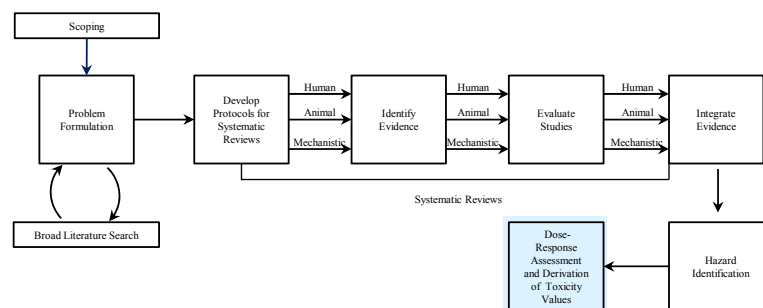 Scoping
Problem
Formulation
Broad Literature Search
Develop
Protocols for
Systematic
Reviews
Human
Animal
Mechanistic
Identify
Evidence
Human
Animal
Mechanistic
Evaluate
Studies
Human
Animal
Mechanistic
Integrate
Evidence
Systematic Reviews
Hazard
Identification
Dose-
Response
Assessment
and Derivation
of Toxicity
Values